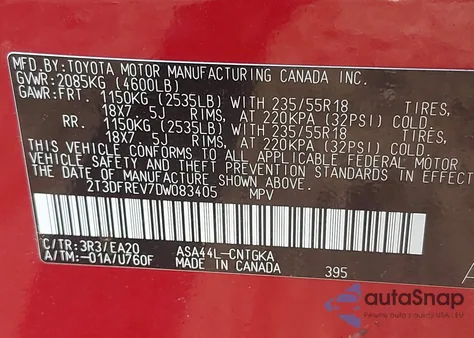 MFD.BY:TOYOTA MOTOR MANUFACTURING CANADA INC.
GVWR:2085KG (4600LB)
GAWR:FRT. 1150KG (2535LB) WITH 235/55R18 TIRES,
18X7 5J RIMS, AT 220KPA (32PSI) COLD.
RR. 1150KG (2535LB) WITH 235/55R18 TIRES,
18X7 5J RIMS, AT 220KPA (32PSI) COLD.
THIS VEHICLE CONFORMS TO ALL APPLICABLE FEDERAL MOTOR
VEHICLE SAFETY AND THEFT PREVENTION STANDARDS IN EFFECT
THE DATE OF MANUFACTURE SHOWN ABOVE.
2T3DFREV7DW083405 MPV
C/TR:3R3/EA20 ASA44L-CNTGKA
A/TM:-01A/U760F MADE IN CANADA 395
autoSnap
Pewne auto z USA